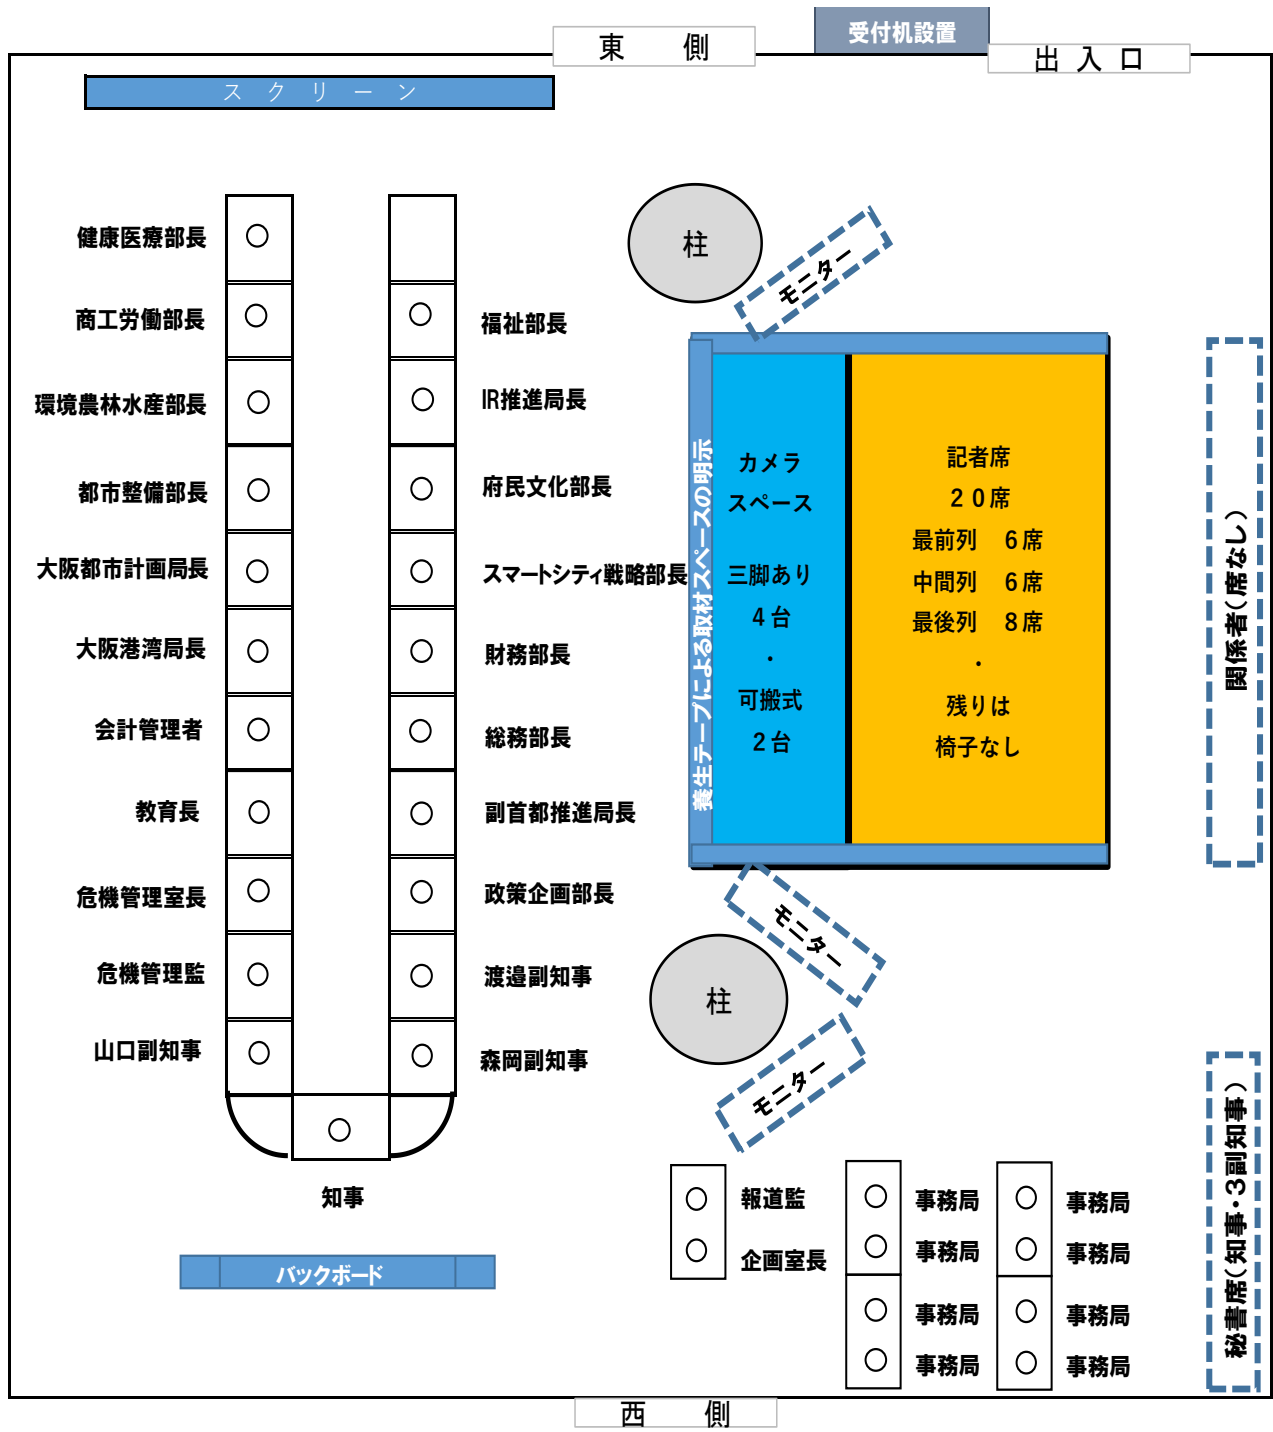 東　側
受付机設置
出 入 口
スクリーン
健康医療部長
商工労働部長
環境農林水産部長
都市整備部長
大阪都市計画局長
大阪港湾局長
会計管理者
教育長
危機管理室長
危機管理監
山口副知事
福祉部長
IR推進局長
府民文化部長
スマートシティ戦略部長
財務部長
総務部長
副首都推進局長
政策企画部長
渡邉副知事
森岡副知事
知事
バックボード
柱
モニター
養生テープによる取材スペースの明示
カメラ
スペース
三脚あり
４台
・
可搬式
２台
記者席
２０席
最前列　６席
中間列　６席
最後列　８席
・
残りは
椅子なし
関係者（席なし）
モニター
柱
モニター
報道監
企画室長
事務局
事務局
事務局
事務局
事務局
事務局
事務局
事務局
秘書席（知事・３副知事）
西　側